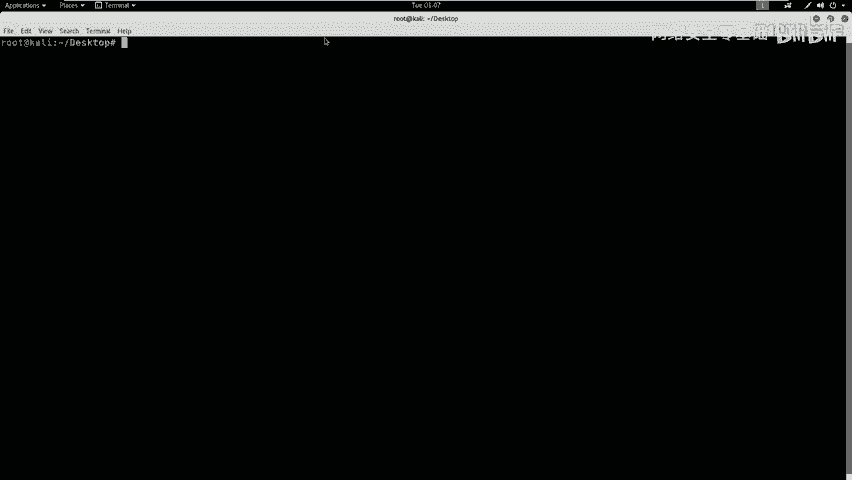 Applications Places Terminal Tue 01:07 1
root@kali: ~/Desktop
File Edit View Search Terminal Help
网络安全零基础
root@kali:~/Desktop#